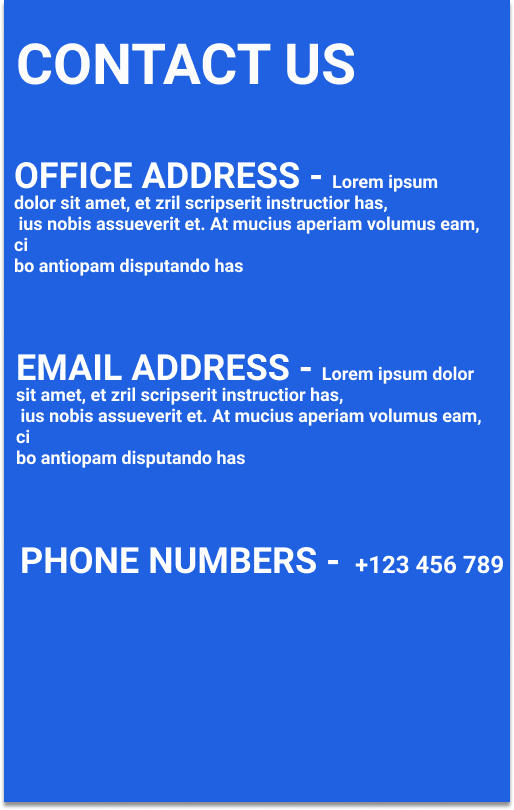 CONTACT US
OFFICE ADDRESS - Lorem ipsum
dolor sit amet, et zril scripserit instructior has,
ius nobis assueverit et. At mucius aperiam volumus eam,
ci
bo antiopam disputando has
EMAIL ADDRESS - Lorem ipsum dolor
sit amet, et zril scripserit instructior has,
ius nobis assueverit et. At mucius aperiam volumus eam,
ci
bo antiopam disputando has
PHONE NUMBERS - +123 456 789